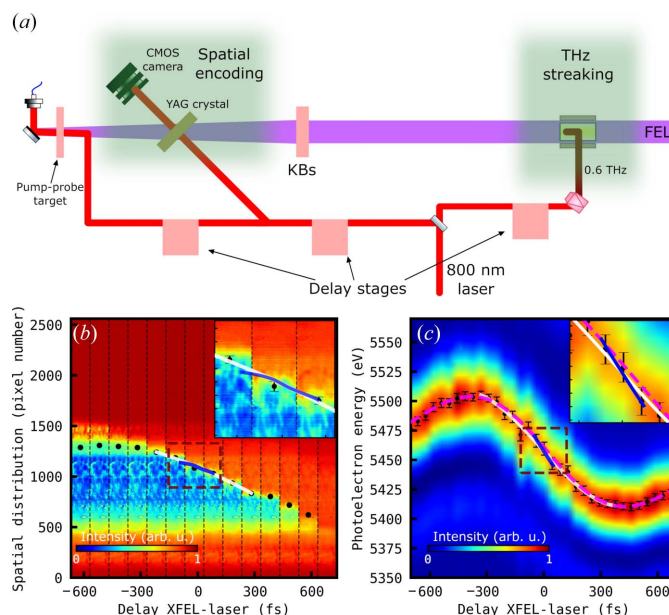 (a)
CMOS
camera
Spatial
encoding
YAG crystal
THz
streaking
KBs
FEL
0.6 THz
Pump-probe
target
Delay stages
800 nm
laser
(b)
Spatial distribution (pixel number)
2500
2000
1500
1000
500
0
Intensity (arb. u.)
0
1
−600
−300
0
300
600
Delay XFEL-laser (fs)
(c)
Photoelectron energy (eV)
5550
5525
5500
5475
5450
5420
5400
5380
5350
Intensity (arb. u.)
0
1
−600
−300
0
300
600
Delay XFEL-laser (fs)